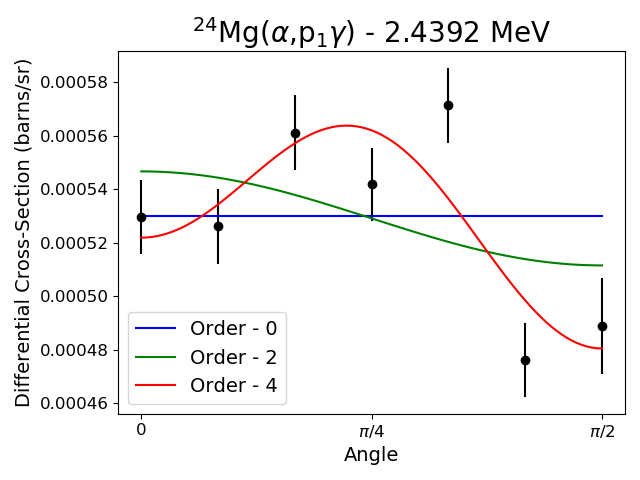 ²⁴Mg(α,p₁γ) - 2.4392 MeV
Differential Cross-Section (barns/sr)
0.00058
0.00056
0.00054
0.00052
0.00050
0.00048
0.00046
Order - 0
Order - 2
Order - 4
0 π/4 π/2
Angle